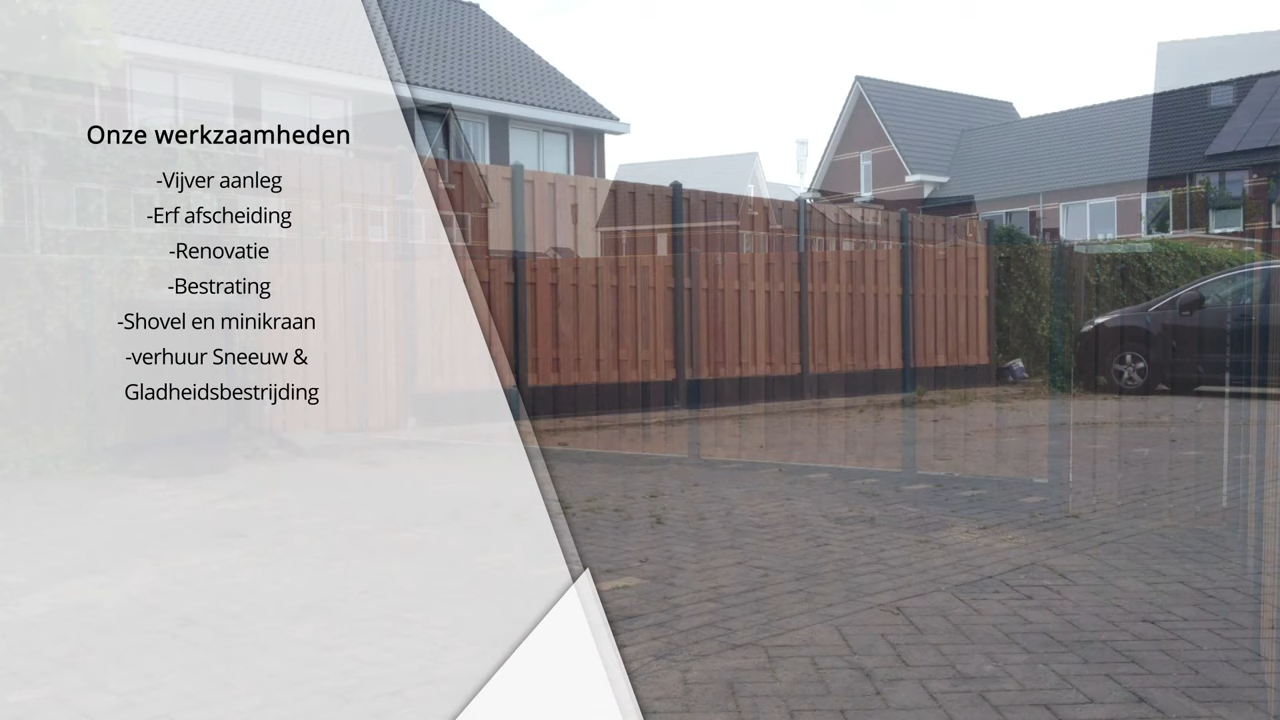 Onze werkzaamheden
-Vijver aanleg
-Erf afscheiding
-Renovatie
-Bestrating
-Shovel en minikraan
-verhuur Sneeuw &
Gladheidsbestrijding